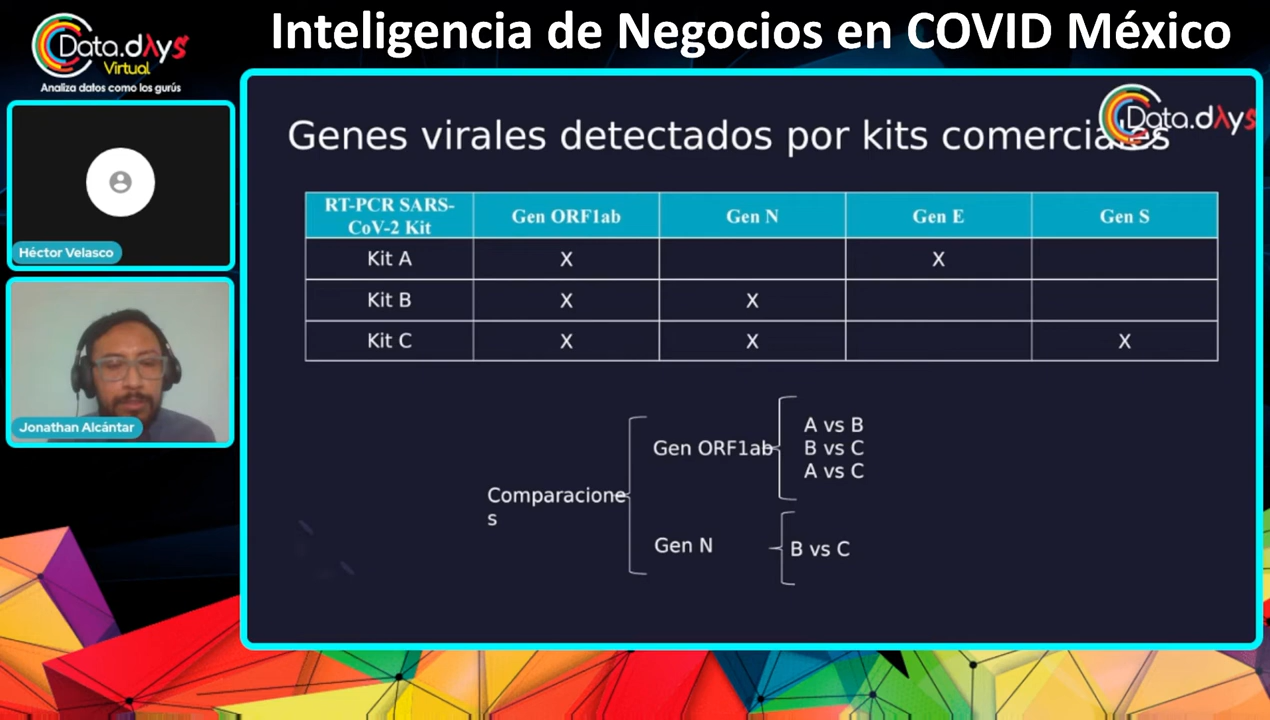 Data.dλys
Virtual
Analiza datos como los gurús
Inteligencia de Negocios en COVID México
Héctor Velasco
Jonathan Alcántar
Data.dλys
Genes virales detectados por kits comerciales
RT-PCR SARS-
CoV-2 Kit
Gen ORF1ab
Gen N
Gen E
Gen S
Kit A X X
Kit B X X
Kit C X X X
Comparacione
s
Gen ORF1ab
A vs B
B vs C
A vs C
Gen N
B vs C